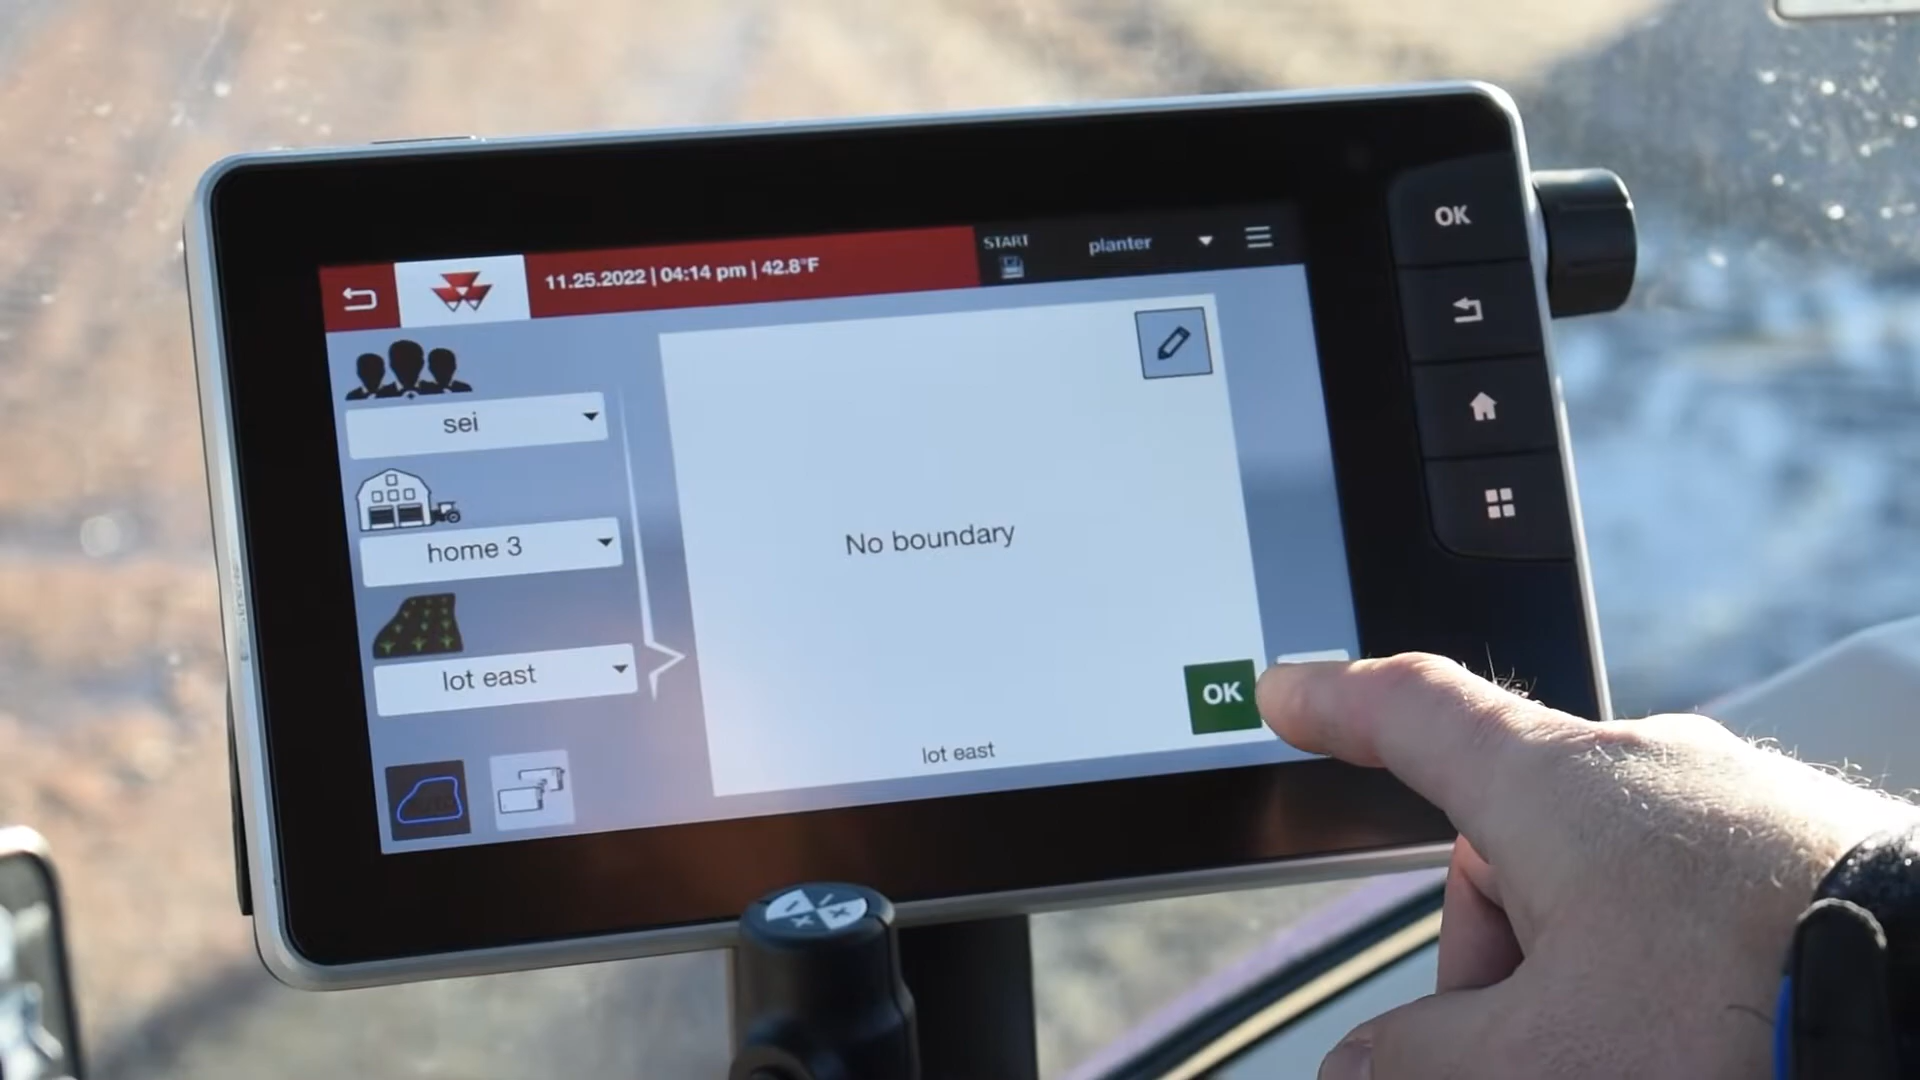 11.25.2022 | 04:14 pm | 42.8°F
START
planter
OK
sei
home 3
lot east
No boundary
OK
lot east